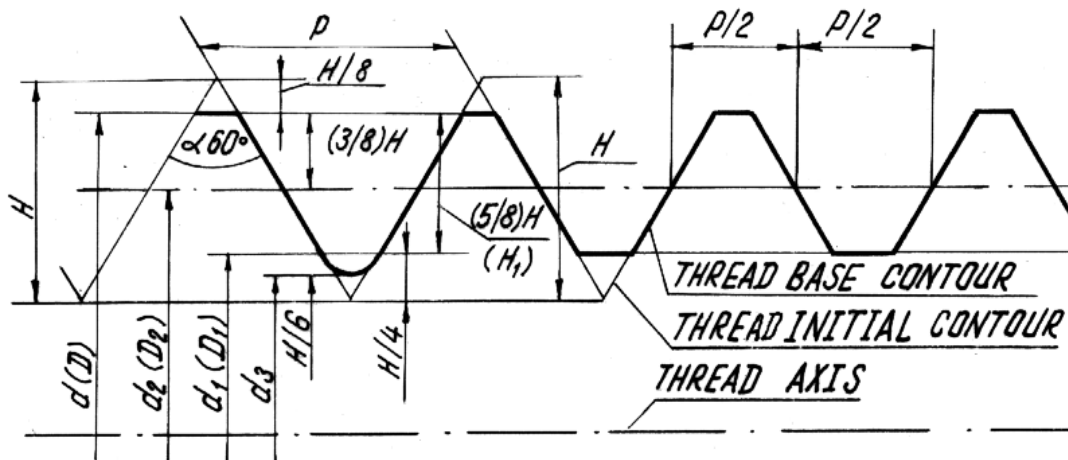 P
P/2
P/2
H/8
α60°
(3/8)H
H
H
(5/8)H
(H₁)
THREAD BASE CONTOUR
THREAD INITIAL CONTOUR
THREAD AXIS
d(D)
d₂(D₂)
d₁(D₁)
d₃
H/6
H/4